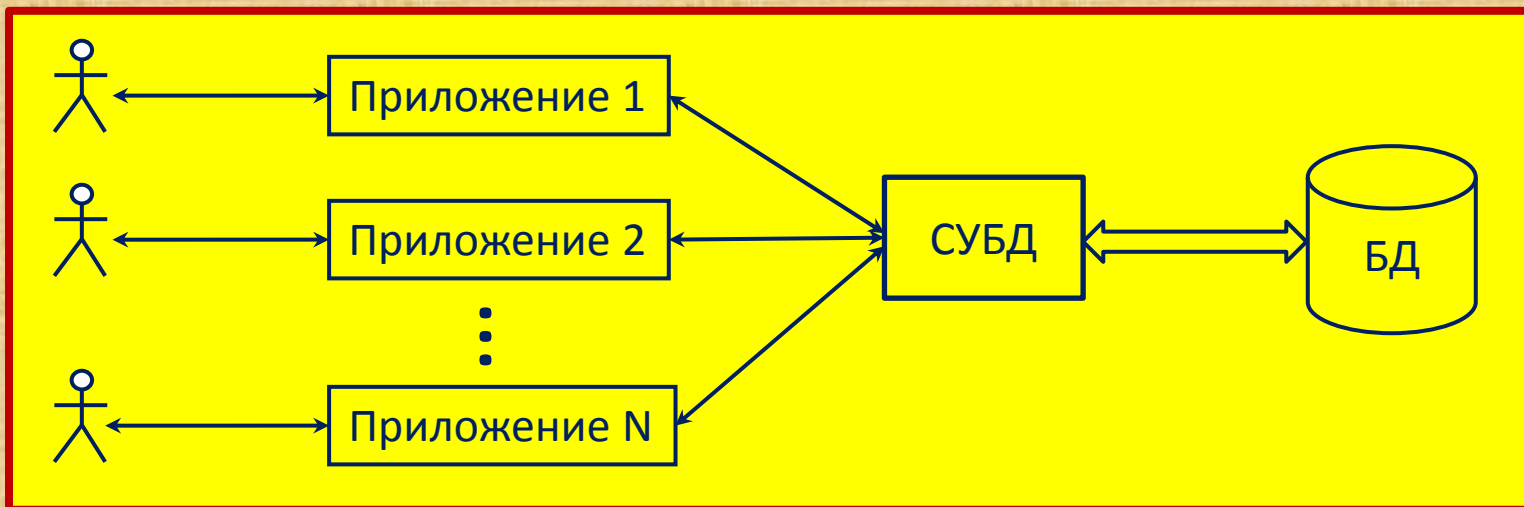 Приложение 1
Приложение 2
СУБД
БД
Приложение N